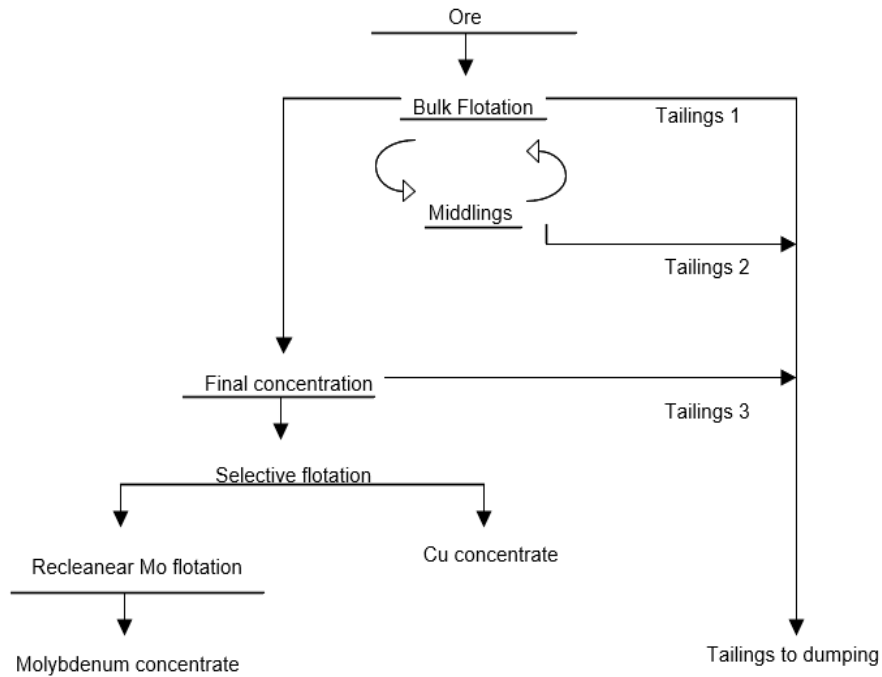 Ore
Bulk Flotation
Tailings 1
Middlings
Tailings 2
Final concentration
Tailings 3
Selective flotation
Cu concentrate
Recleanear Mo flotation
Molybdenum concentrate
Tailings to dumping